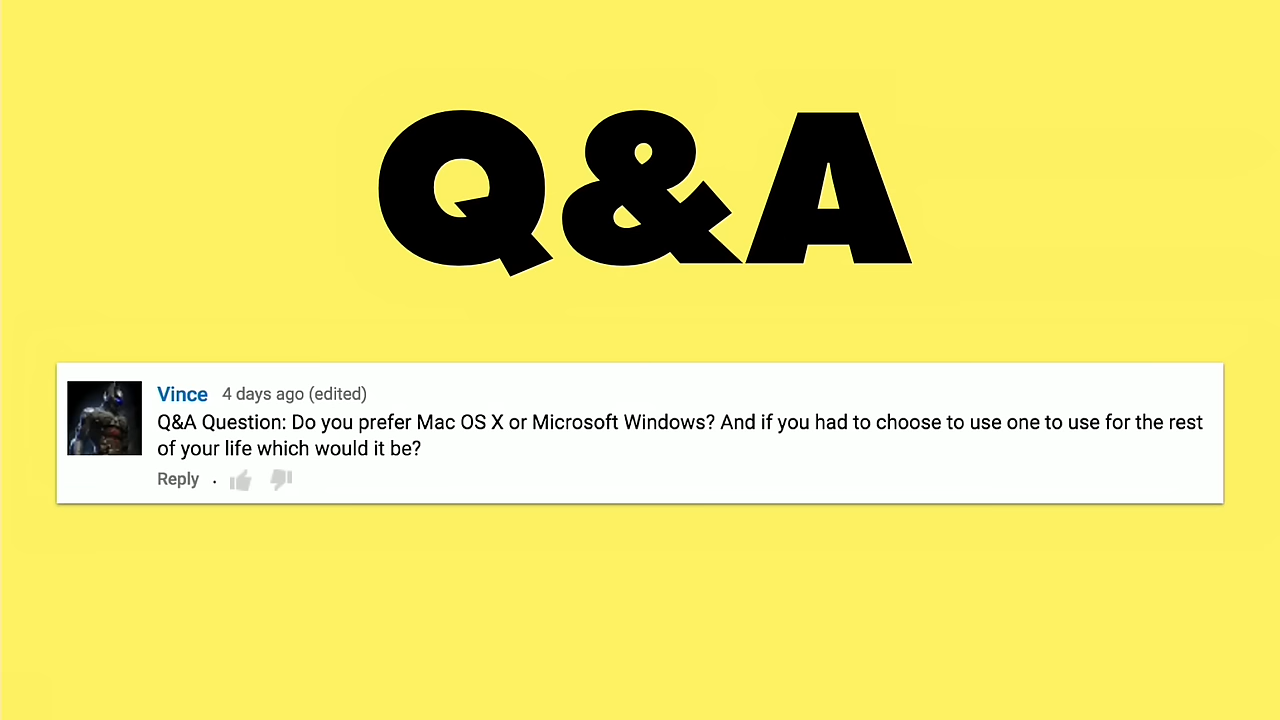 Q&A
Vince 4 days ago (edited)
Q&A Question: Do you prefer Mac OS X or Microsoft Windows? And if you had to choose to use one to use for the rest
of your life which would it be?
Reply ·